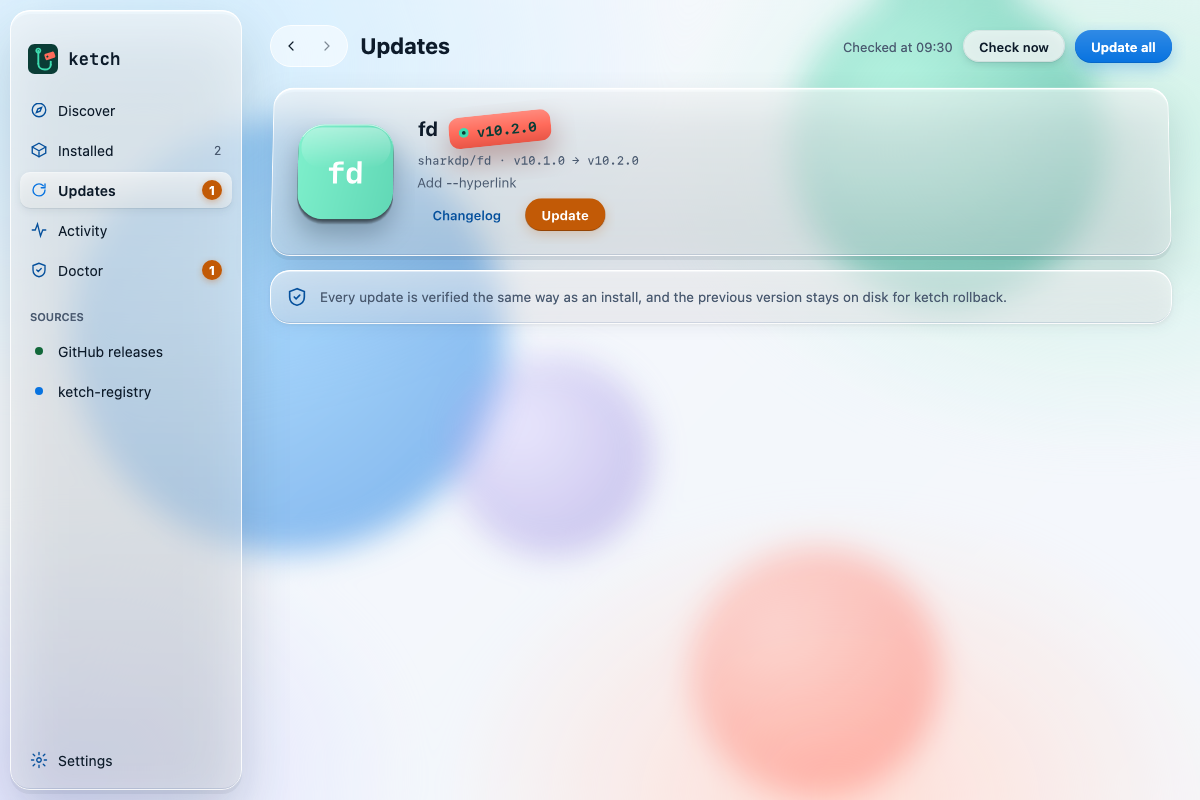 ketch
Discover
Installed 2
Updates 1
Activity
Doctor 1
SOURCES
GitHub releases
ketch-registry
Settings
Updates
Checked at 09:30
Check now
Update all
fd
fd v10.2.0
sharkdp/fd · v10.1.0 → v10.2.0
Add --hyperlink
Changelog
Update
Every update is verified the same way as an install, and the previous version stays on disk for ketch rollback.